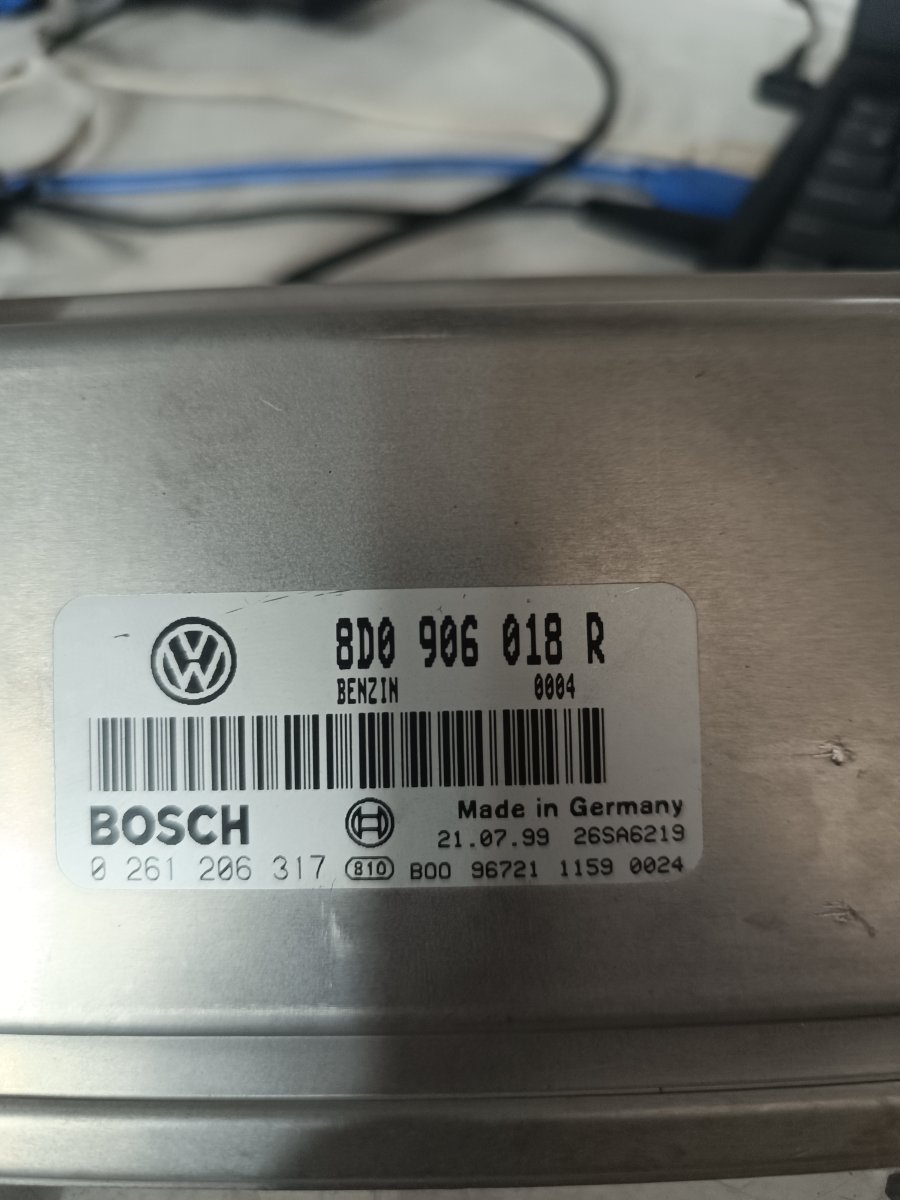 8D0 906 018 R
BENZIN 0004
BOSCH Made in Germany
21.07.99 26SA6219
0 261 206 317 810 B00 96721 1159 0024